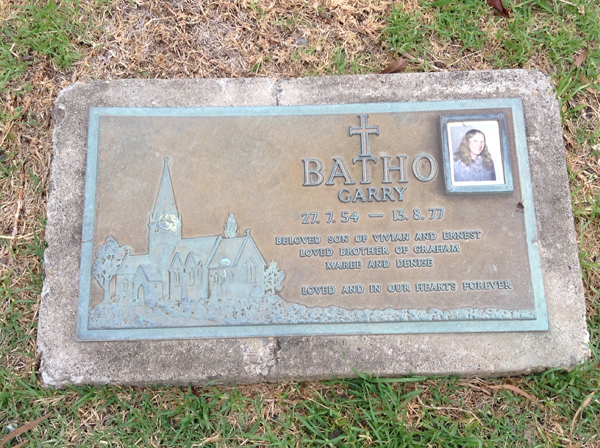 BATHO
GARRY
27. 7. 54 — 13. 8. 77
BELOVED SON OF VIVIAN AND ERNEST
LOVED BROTHER OF GRAHAM
MAREE AND DENISE
LOVED AND IN OUR HEARTS FOREVER